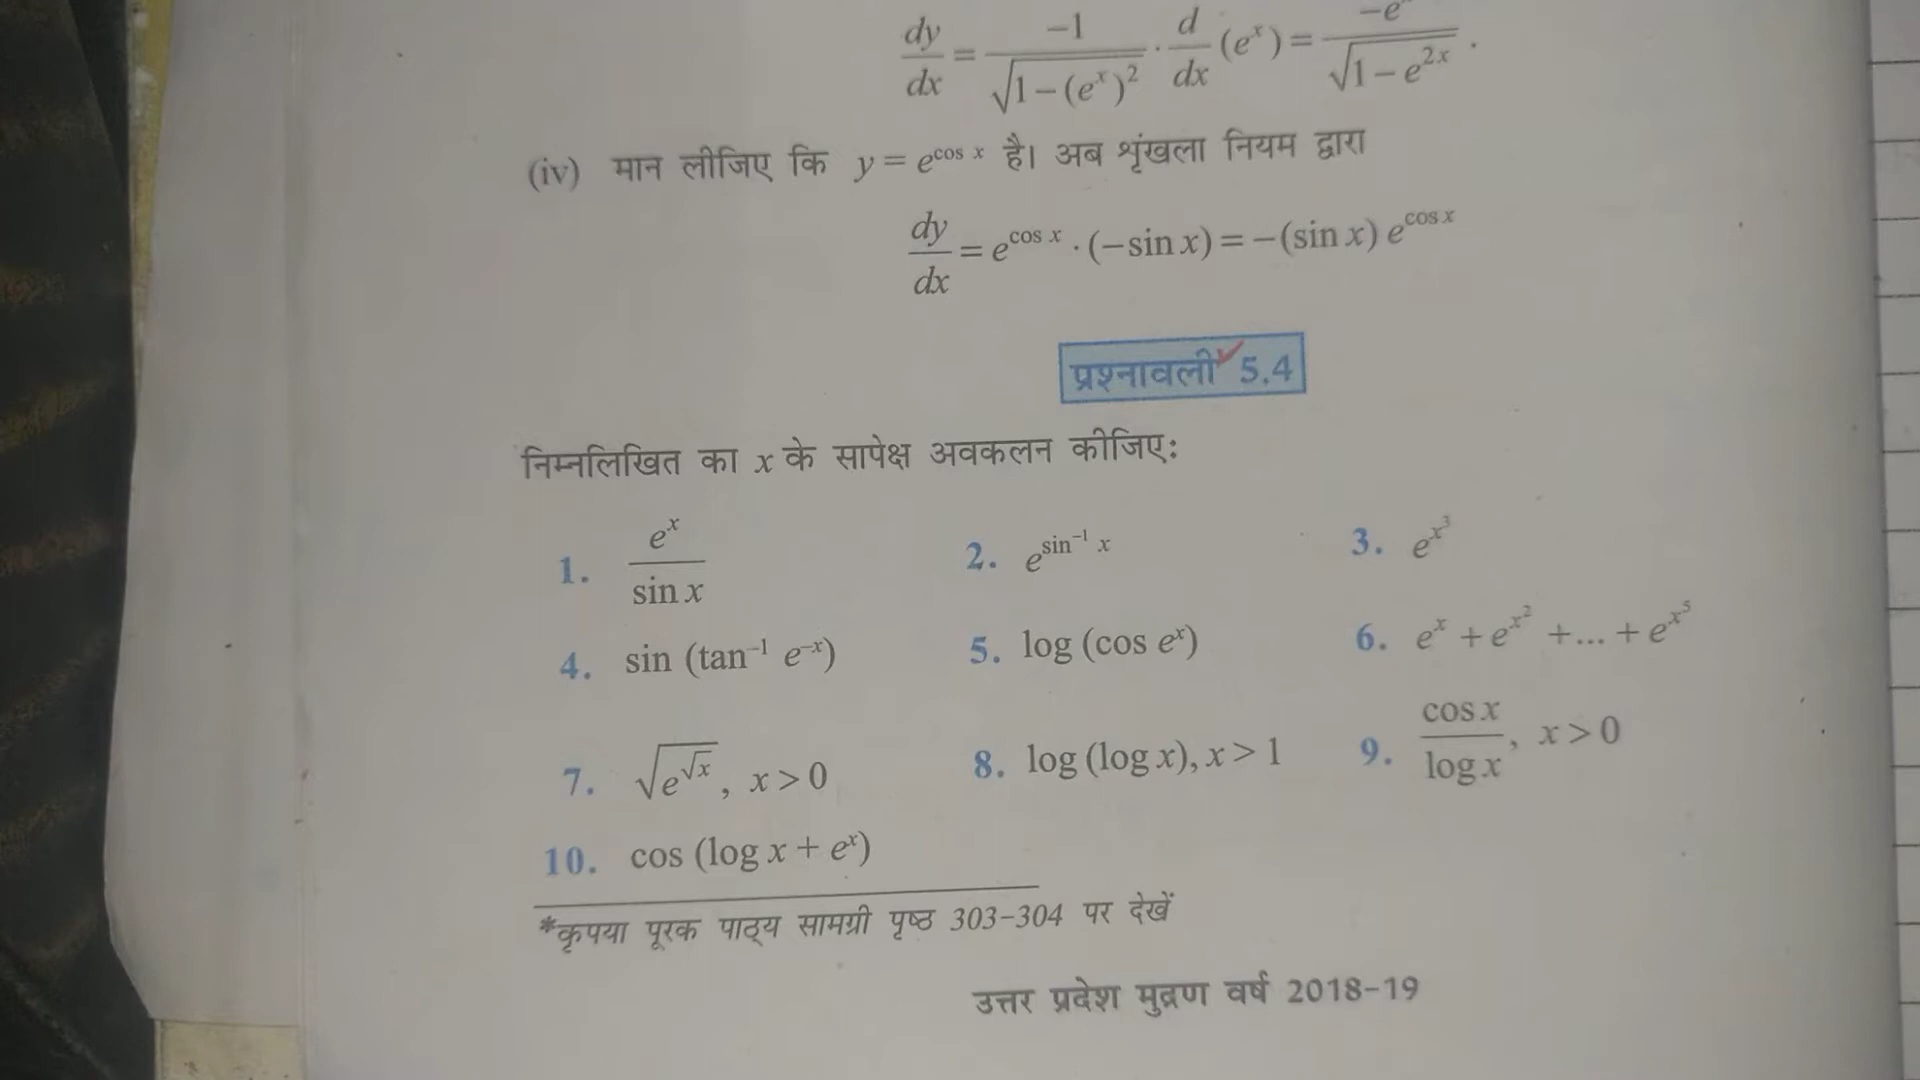 dy/dx = -1/√(1-(eˣ)²) · d/dx (eˣ) = -e/√(1-e²ˣ) .
(iv) मान लीजिए कि y = e^(cos x) है। अब शृंखला नियम द्वारा
dy/dx = e^(cos x) · (-sin x) = -(sin x) e^(cos x)
प्रश्नावली 5.4
निम्नलिखित का x के सापेक्ष अवकलन कीजिए:
1. eˣ/sin x 2. e^(sin⁻¹ x) 3. e^(x³)
4. sin (tan⁻¹ e⁻ˣ) 5. log (cos eˣ) 6. eˣ + e^(x²) +... + e^(x⁵)
7. √(e^(√x)), x > 0 8. log (log x), x > 1 9. cos x/log x, x > 0
10. cos (log x + eˣ)
*कृपया पूरक पाठ्य सामग्री पृष्ठ 303-304 पर देखें
उत्तर प्रदेश मुद्रण वर्ष 2018-19